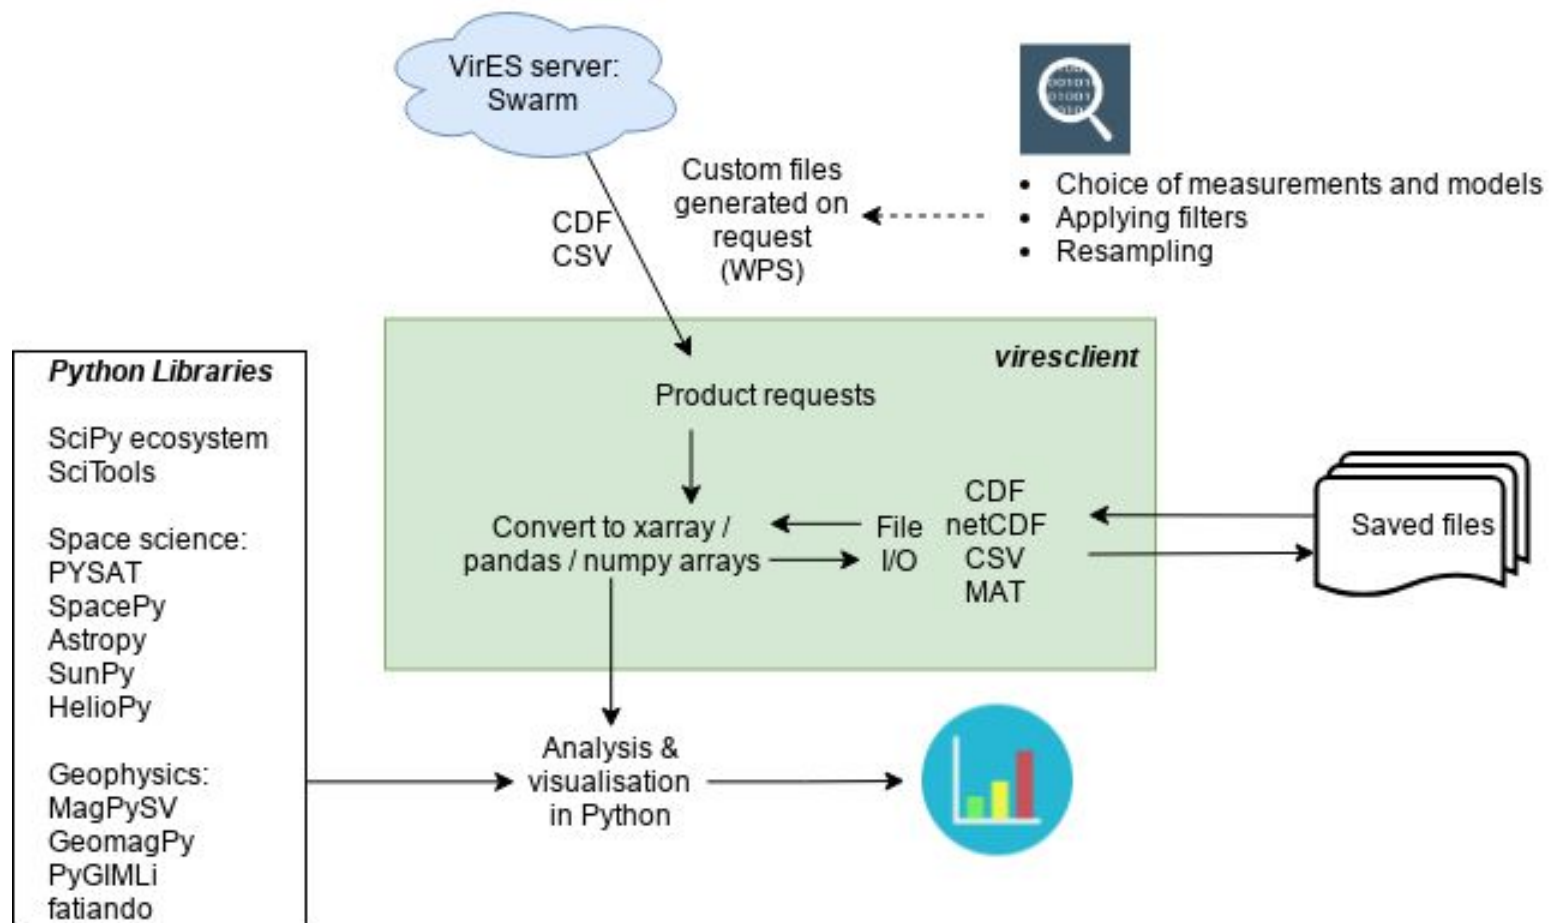 VirES server:
Swarm
CDF
CSV
Custom files
generated on
request
(WPS)
• Choice of measurements and models
• Applying filters
• Resampling
viresclient
Product requests
Convert to xarray /
pandas / numpy arrays
File
I/O
CDF
netCDF
CSV
MAT
Saved files
Python Libraries
SciPy ecosystem
SciTools
Space science:
PYSAT
SpacePy
Astropy
SunPy
HelioPy
Geophysics:
MagPySV
GeomagPy
PyGIMLi
fatiando
Analysis &
visualisation
in Python